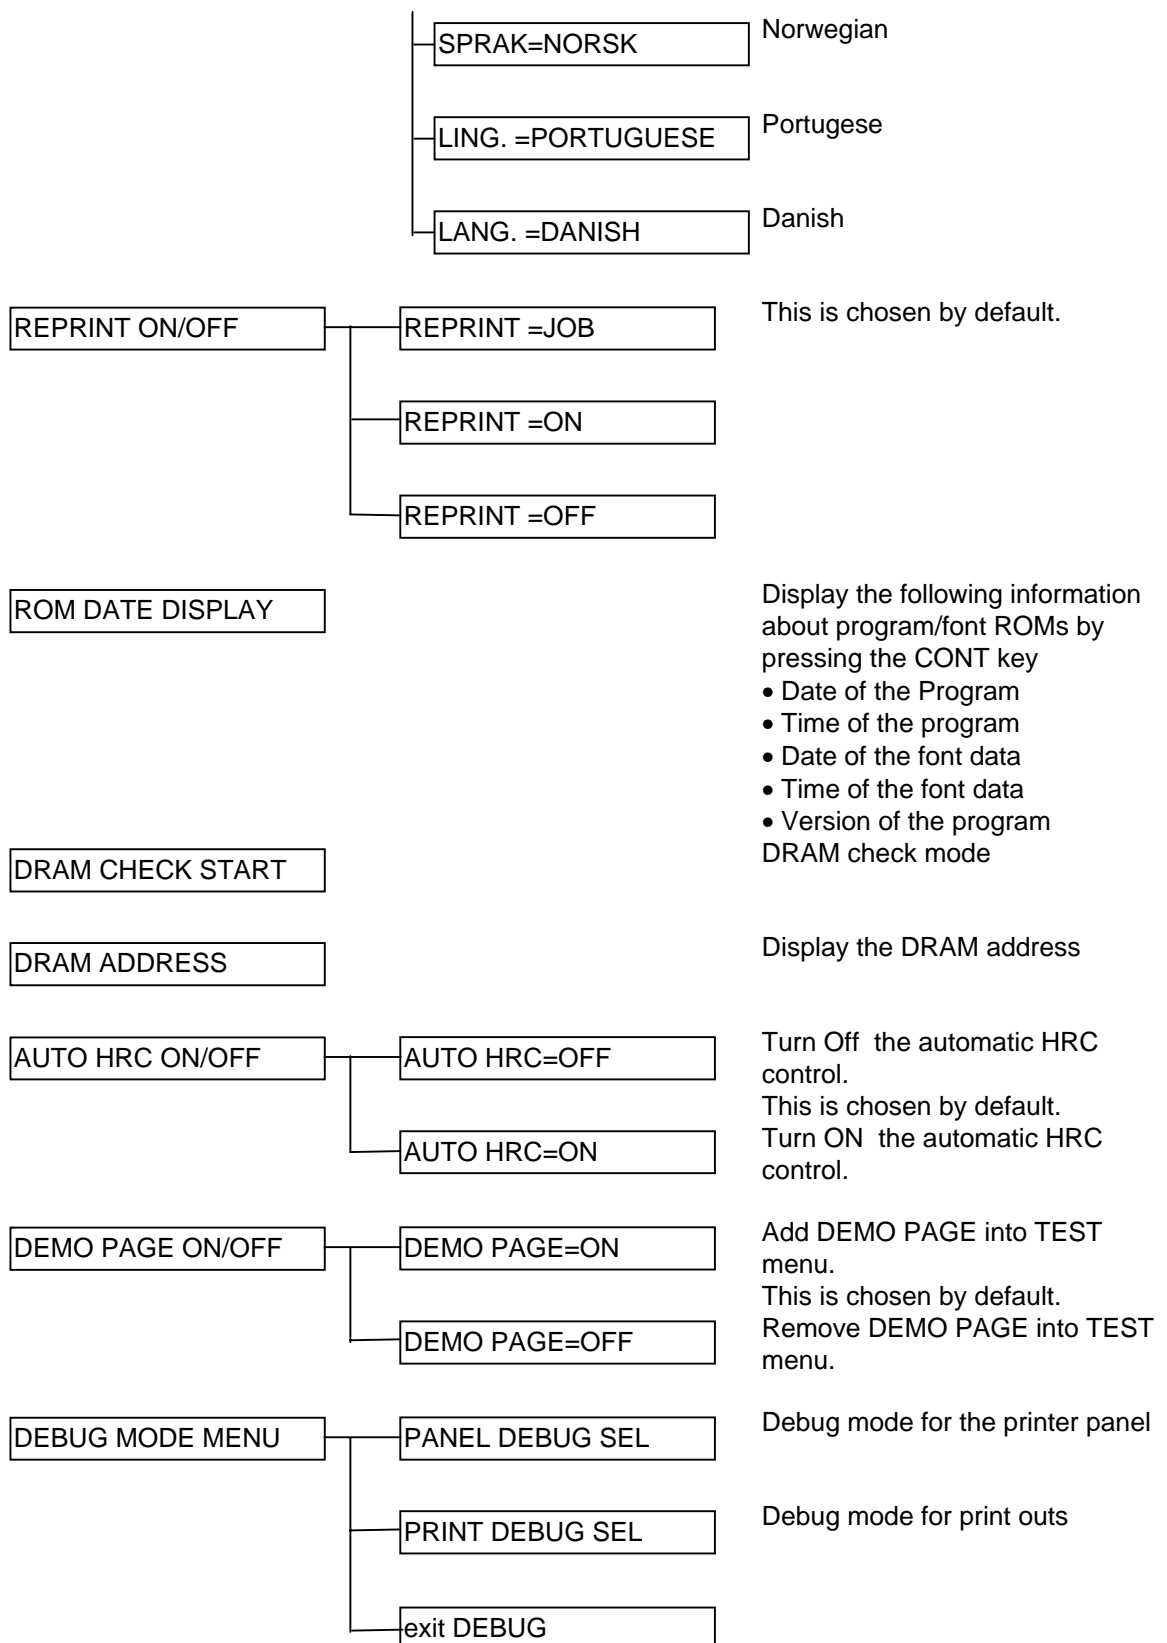 SPRAK=NORSK
Norwegian
LING. =PORTUGUESE
Portugese
LANG. =DANISH
Danish
REPRINT ON/OFF
REPRINT =JOB
This is chosen by default.
REPRINT =ON
REPRINT =OFF
ROM DATE DISPLAY
Display the following information
about program/font ROMs by
pressing the CONT key
• Date of the Program
• Time of the program
• Date of the font data
• Time of the font data
• Version of the program
DRAM CHECK START
DRAM check mode
DRAM ADDRESS
Display the DRAM address
AUTO HRC ON/OFF
AUTO HRC=OFF
Turn Off  the automatic HRC
control.
This is chosen by default.
AUTO HRC=ON
Turn ON  the automatic HRC
control.
DEMO PAGE ON/OFF
DEMO PAGE=ON
Add DEMO PAGE into TEST
menu.
This is chosen by default.
DEMO PAGE=OFF
Remove DEMO PAGE into TEST
menu.
DEBUG MODE MENU
PANEL DEBUG SEL
Debug mode for the printer panel
PRINT DEBUG SEL
Debug mode for print outs
exit DEBUG